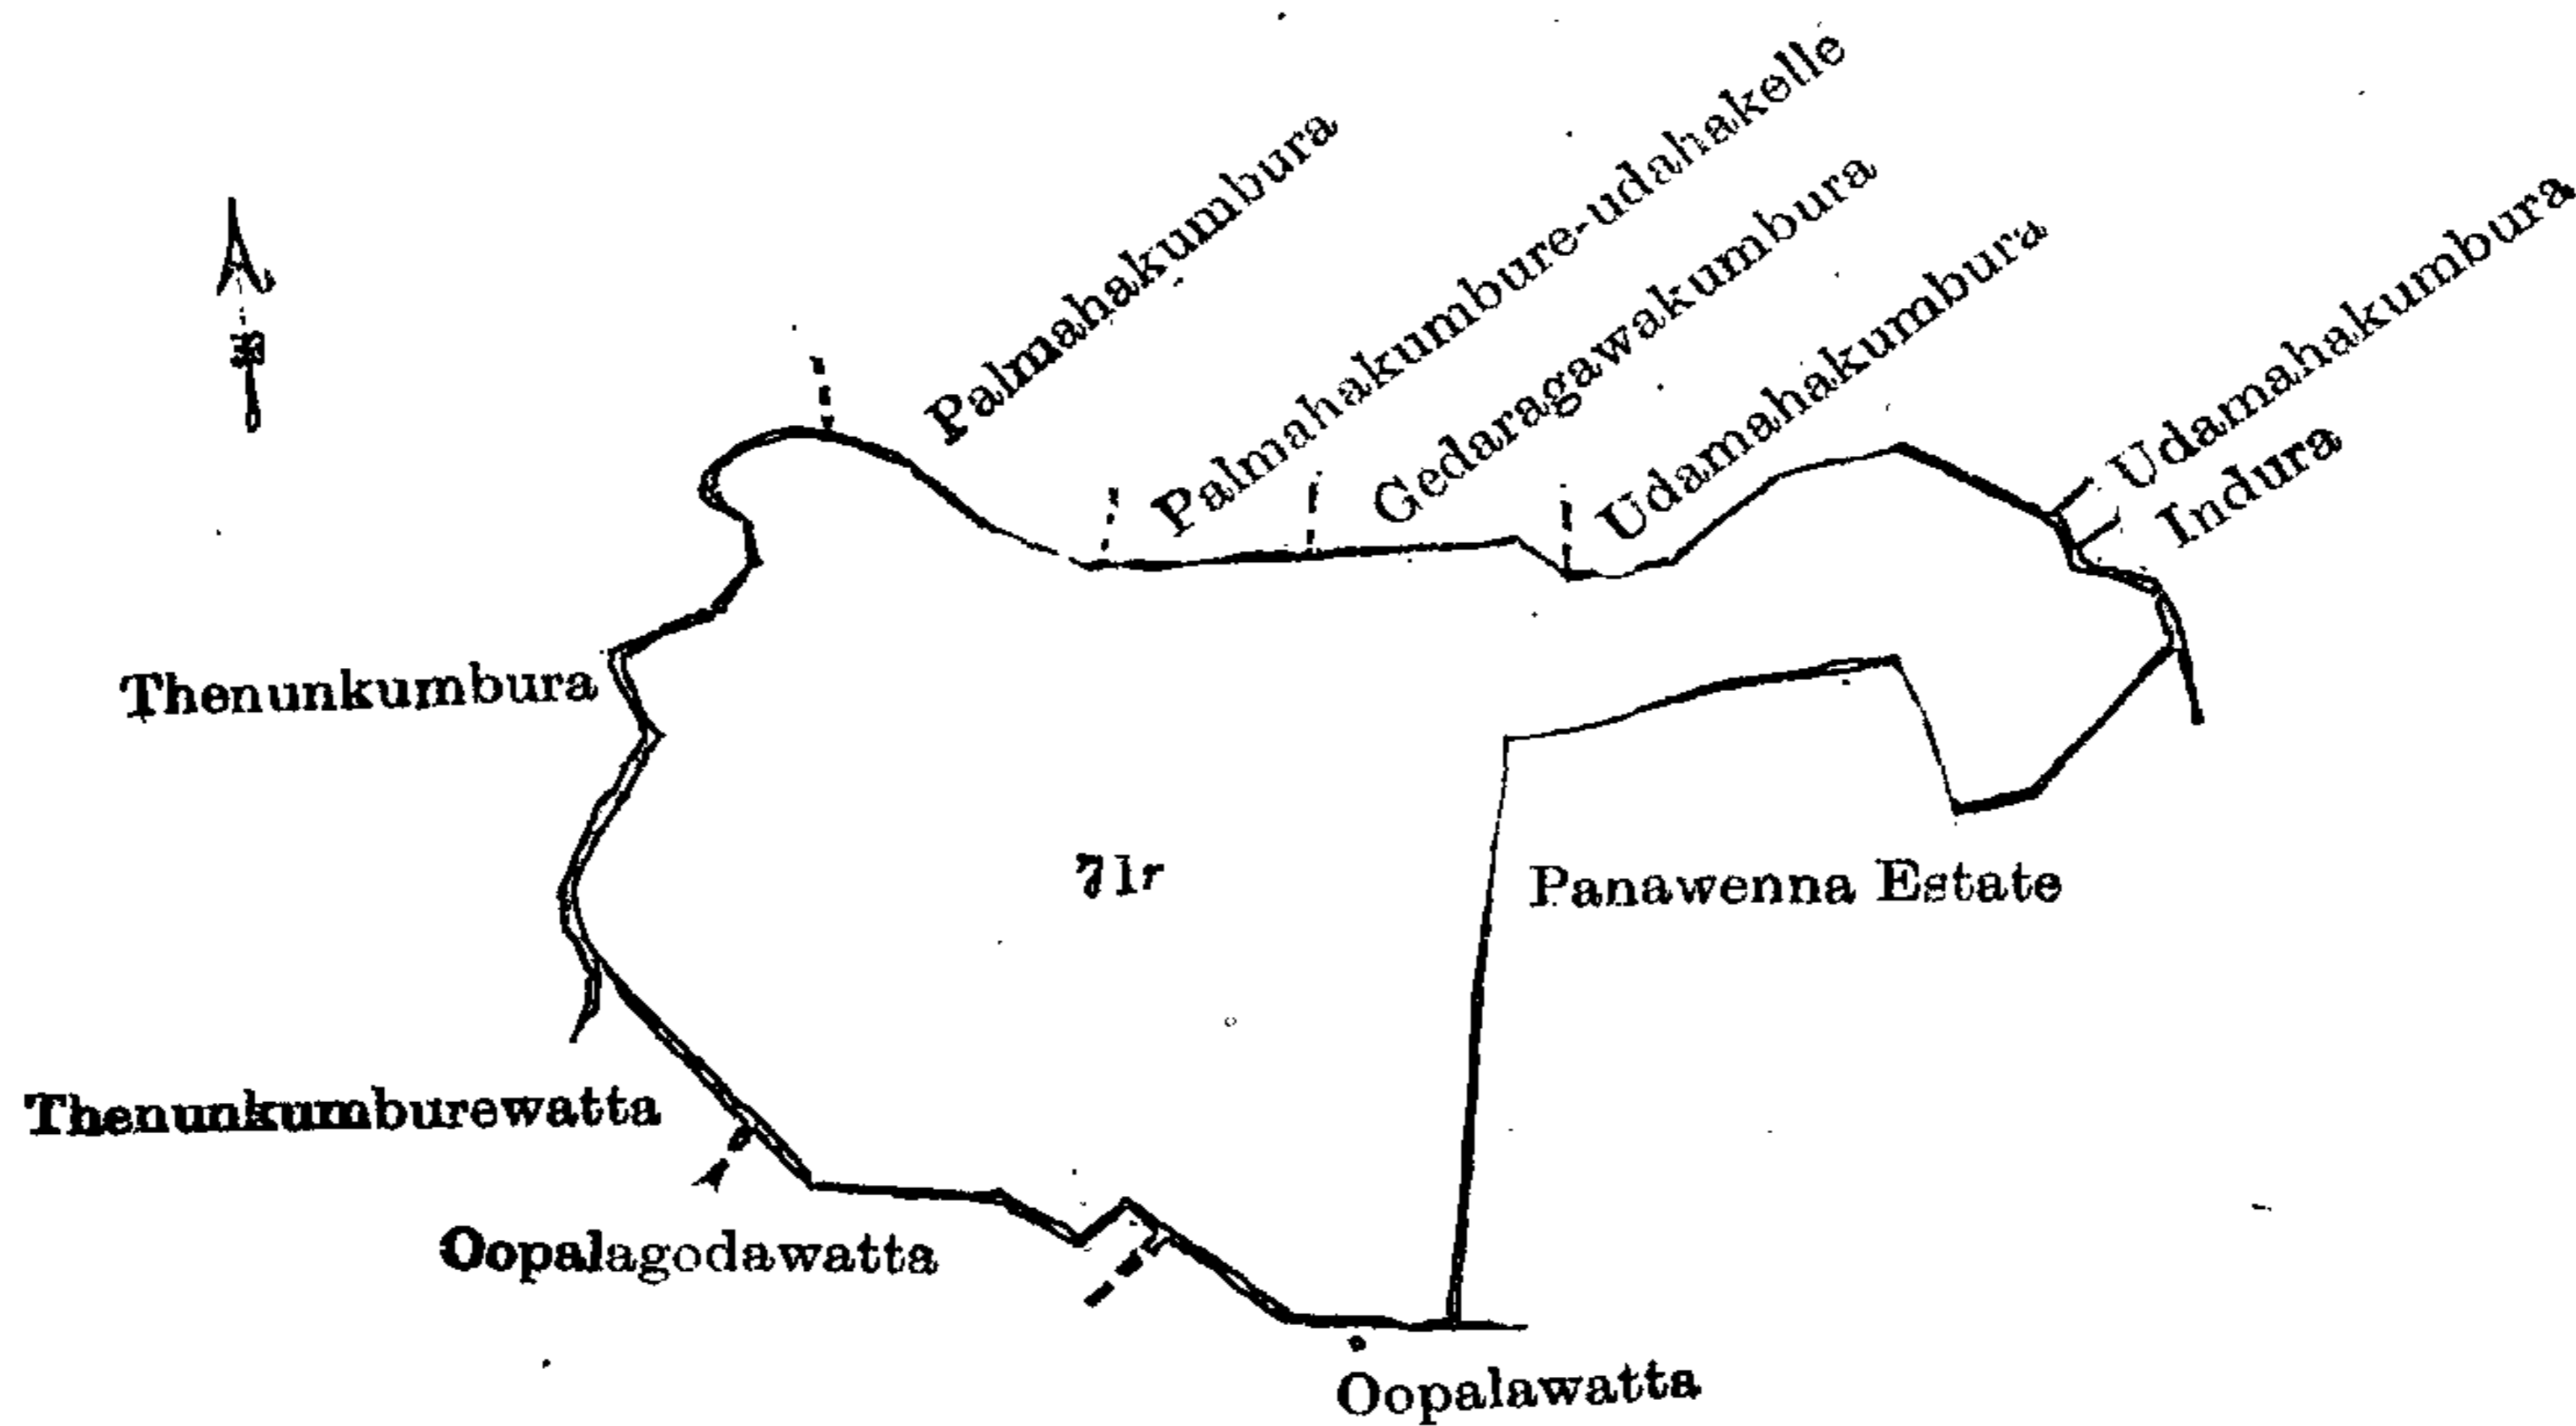 Palmahakumbura
Palmahakumbure-udahakelle
Gedaragawakumbura
Udamahakumbura
Udamahakumbura
Indura
Thenunkumbura
71r
Panawenna Estate
Thenunkumburewatta
Oopalagodawatta
Oopalawatta